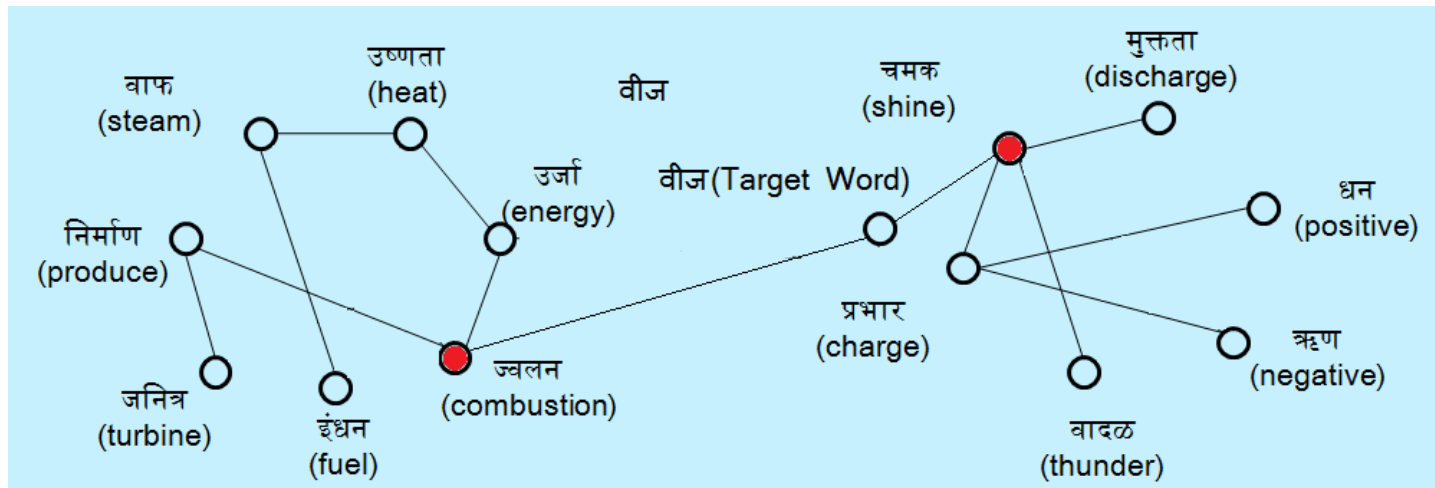 वाफ
(steam)
उष्णता
(heat)
वीज
चमक
(shine)
मुक्तता
(discharge)
निर्माण
(produce)
उर्जा
(energy)
वीज(Target Word)
धन
(positive)
प्रभार
(charge)
ऋण
(negative)
जनित्र
(turbine)
इंधन
(fuel)
ज्वलन
(combustion)
वादळ
(thunder)